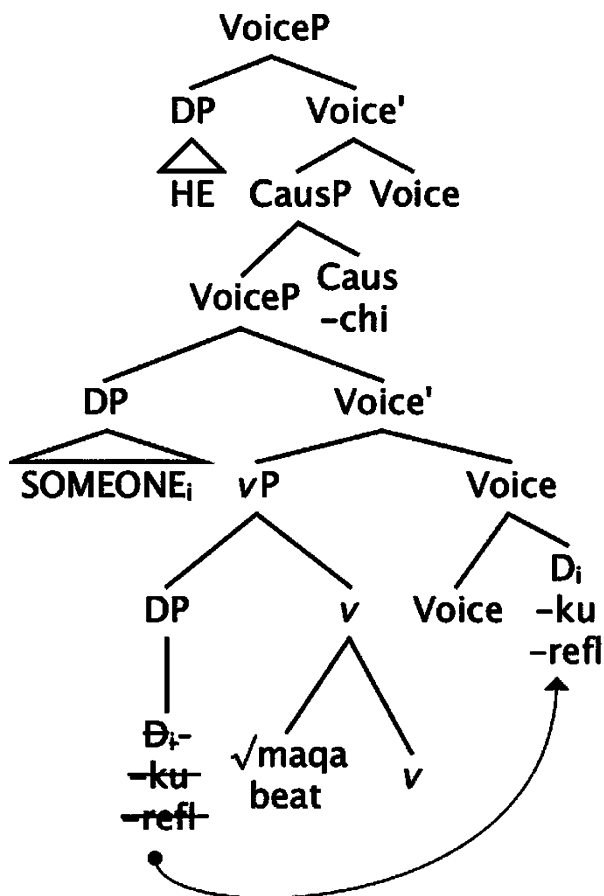 VoiceP
DP Voice'
HE CausP Voice
VoiceP Caus
-chi
DP Voice'
SOMEONEi vP Voice
DP v Voice Di
-ku
-refl
Di-
-ku
-refl
√maqa
beat
v